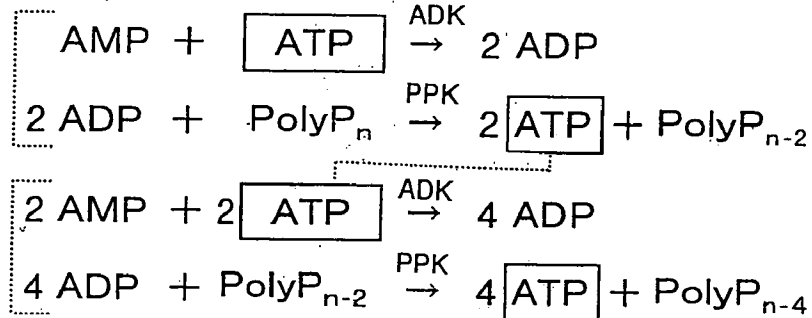 ADK
AMP + ATP → 2 ADP
PPK
2 ADP + PolyPn → 2 ATP + PolyPn-2
ADK
2 AMP + 2 ATP → 4 ADP
PPK
4 ADP + PolyPn-2 → 4 ATP + PolyPn-4